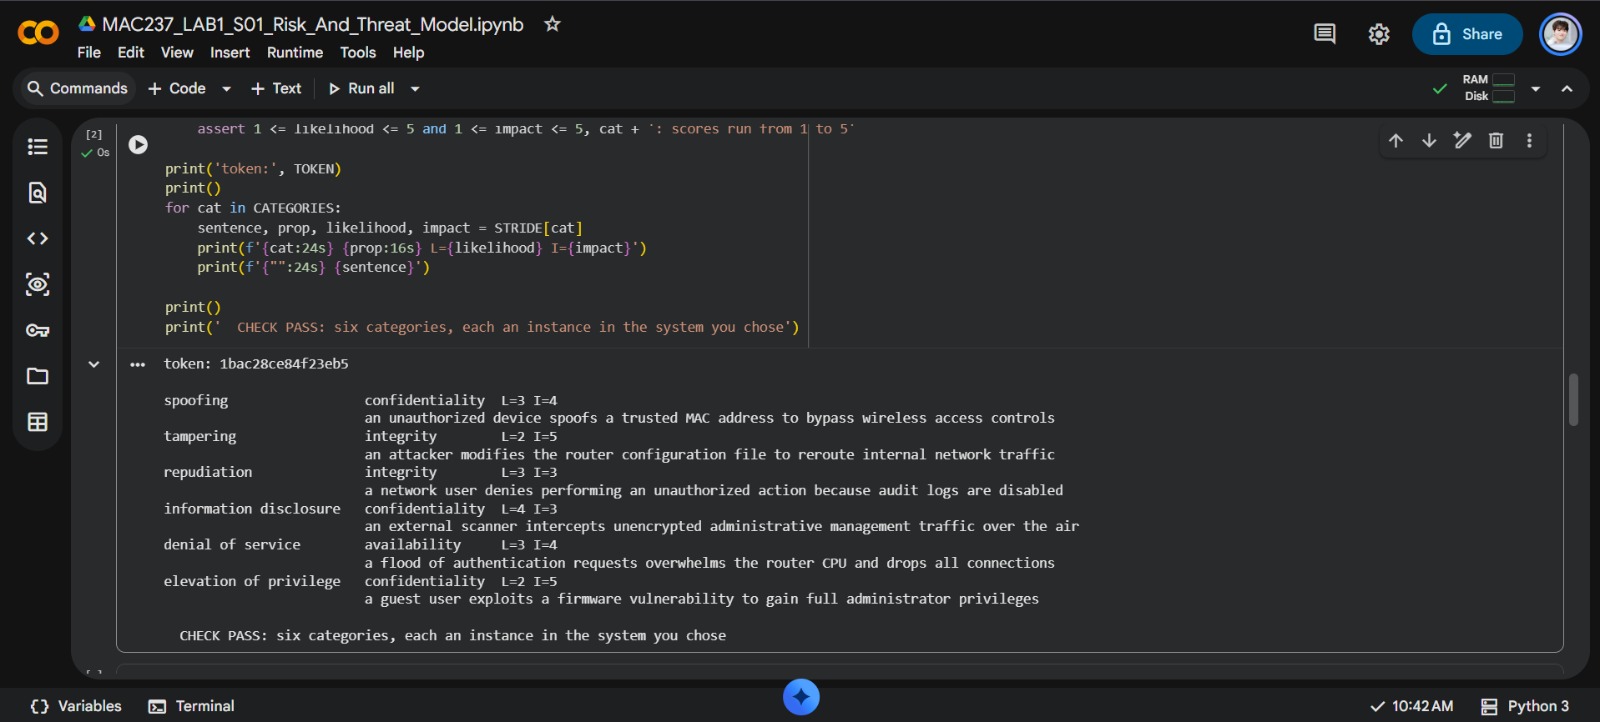 MAC237_LAB1_S01_Risk_And_Threat_Model.ipynb
File Edit View Insert Runtime Tools Help
Share
Commands + Code + Text Run all
RAM
Disk
[2]
0s
assert 1 <= likelihood <= 5 and 1 <= impact <= 5, cat + ': scores run from 1 to 5'
print('token:', TOKEN)
print()
for cat in CATEGORIES:
    sentence, prop, likelihood, impact = STRIDE[cat]
    print(f'{cat:24s} {prop:16s} L={likelihood} I={impact}')
    print(f'{"":24s} {sentence}')
print()
print('  CHECK PASS: six categories, each an instance in the system you chose')
token: 1bac28ce84f23eb5
spoofing                 confidentiality  L=3 I=4
                         an unauthorized device spoofs a trusted MAC address to bypass wireless access controls
tampering                integrity        L=2 I=5
                         an attacker modifies the router configuration file to reroute internal network traffic
repudiation              integrity        L=3 I=3
                         a network user denies performing an unauthorized action because audit logs are disabled
information disclosure   confidentiality  L=4 I=3
                         an external scanner intercepts unencrypted administrative management traffic over the air
denial of service        availability     L=3 I=4
                         a flood of authentication requests overwhelms the router CPU and drops all connections
elevation of privilege   confidentiality  L=2 I=5
                         a guest user exploits a firmware vulnerability to gain full administrator privileges
  CHECK PASS: six categories, each an instance in the system you chose
Variables Terminal
10:42 AM Python 3